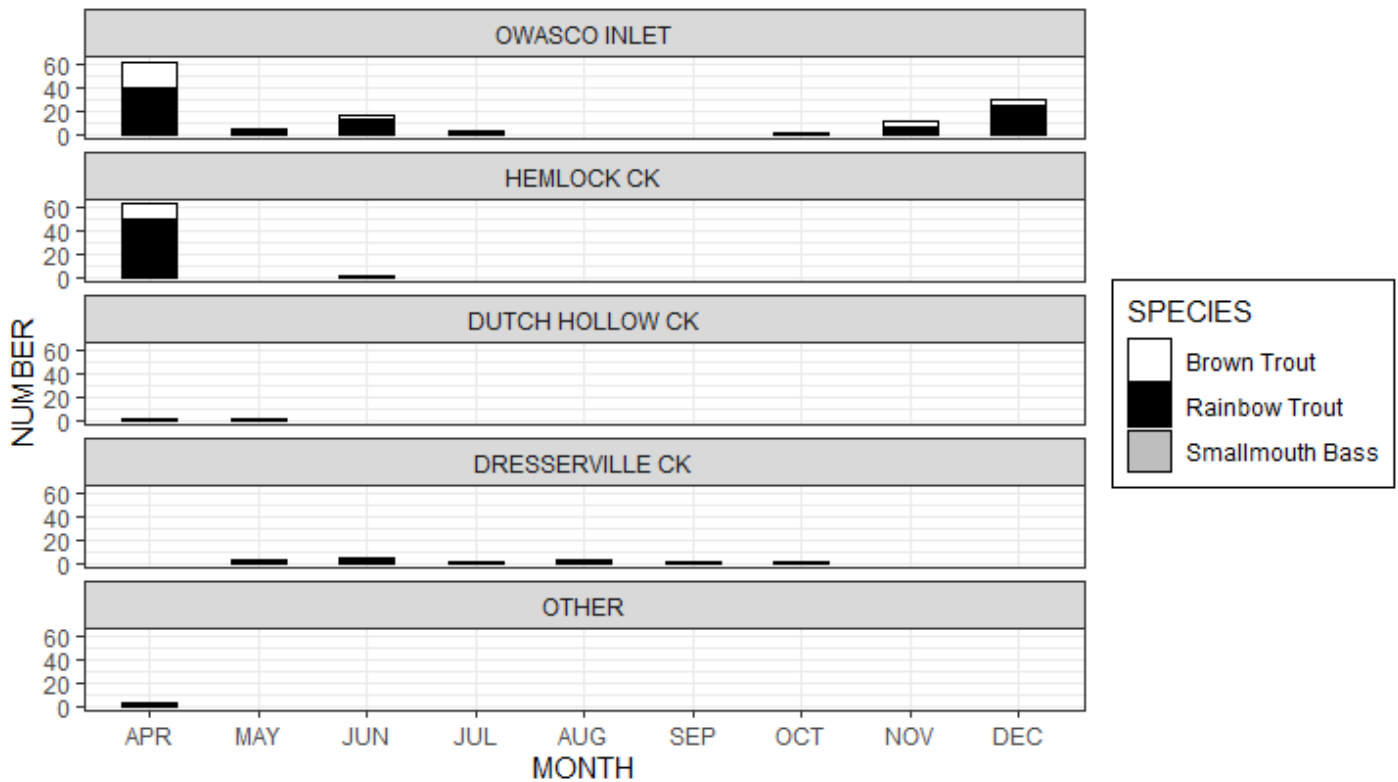 OWASCO INLET
60
40
20
0
HEMLOCK CK
60
40
20
0
DUTCH HOLLOW CK
60
40
20
0
DRESSERVILLE CK
60
40
20
0
OTHER
60
40
20
0
NUMBER
APR MAY JUN JUL AUG SEP OCT NOV DEC
MONTH
SPECIES
Brown Trout
Rainbow Trout
Smallmouth Bass